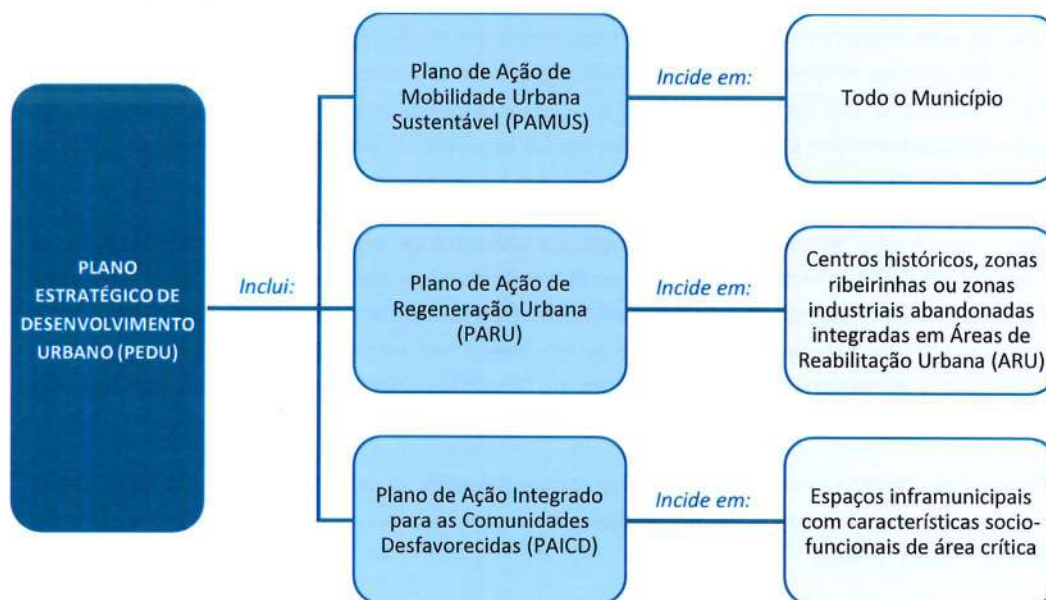 PLANO
ESTRATÉGICO DE
DESENVOLVIMENTO
URBANO (PEDU)
Inclui:
Plano de Ação de
Mobilidade Urbana
Sustentável (PAMUS)
Incide em:
Todo o Município
Plano de Ação de
Regeneração Urbana
(PARU)
Incide em:
Centros históricos, zonas
ribeirinhas ou zonas
industriais abandonadas
integradas em Áreas de
Reabilitação Urbana (ARU)
Plano de Ação Integrado
para as Comunidades
Desfavorecidas (PAICD)
Incide em:
Espaços inframunicipais
com características socio-
funcionais de área crítica